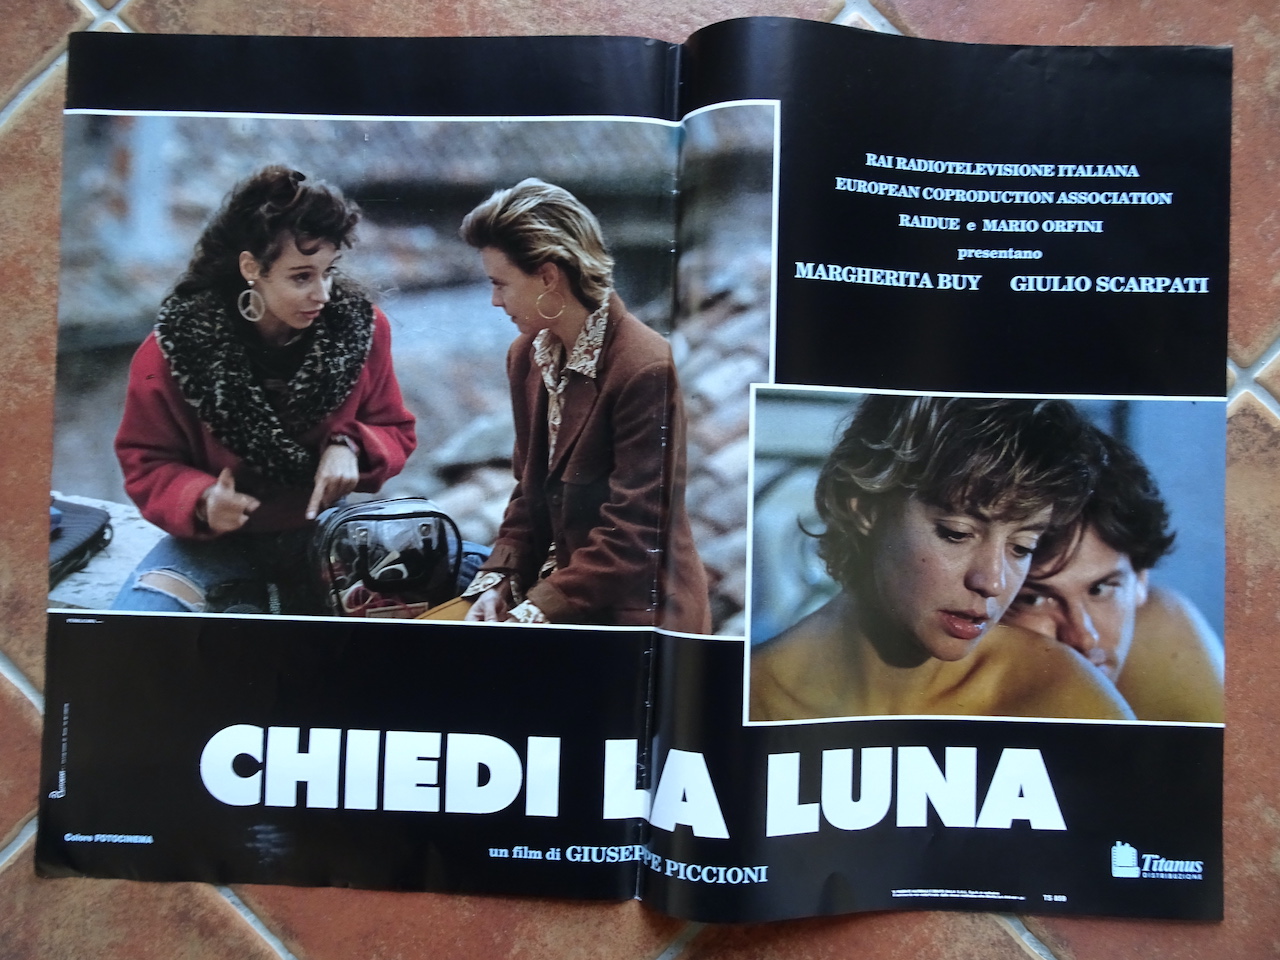 RAI RADIOTELEVISIONE ITALIANA
EUROPEAN COPRODUCTION ASSOCIATION
RAIDUE e MARIO ORFINI
presentano
MARGHERITA BUY GIULIO SCARPATI
CHIEDI LA LUNA
un film di GIUSEPPE PICCIONI
Colore FOTOCINEMA
Titanus
DISTRIBUZIONE